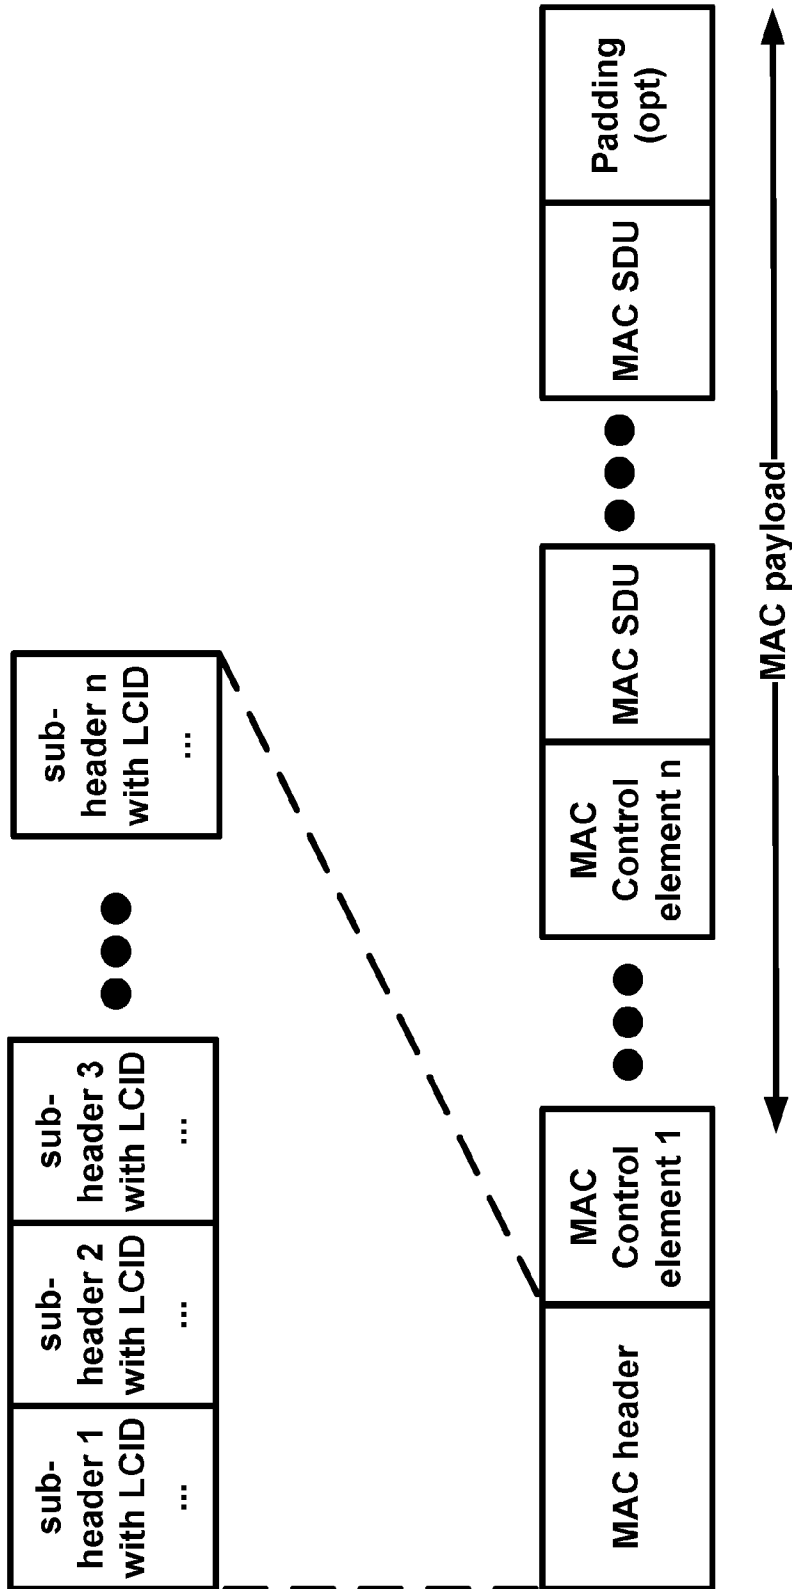 sub-
header 1
with LCID
...
sub-
header 2
with LCID
...
sub-
header 3
with LCID
...
sub-
header n
with LCID
...
MAC header
MAC
Control
element 1
MAC
Control
element n
MAC SDU
MAC SDU
Padding
(opt)
MAC payload